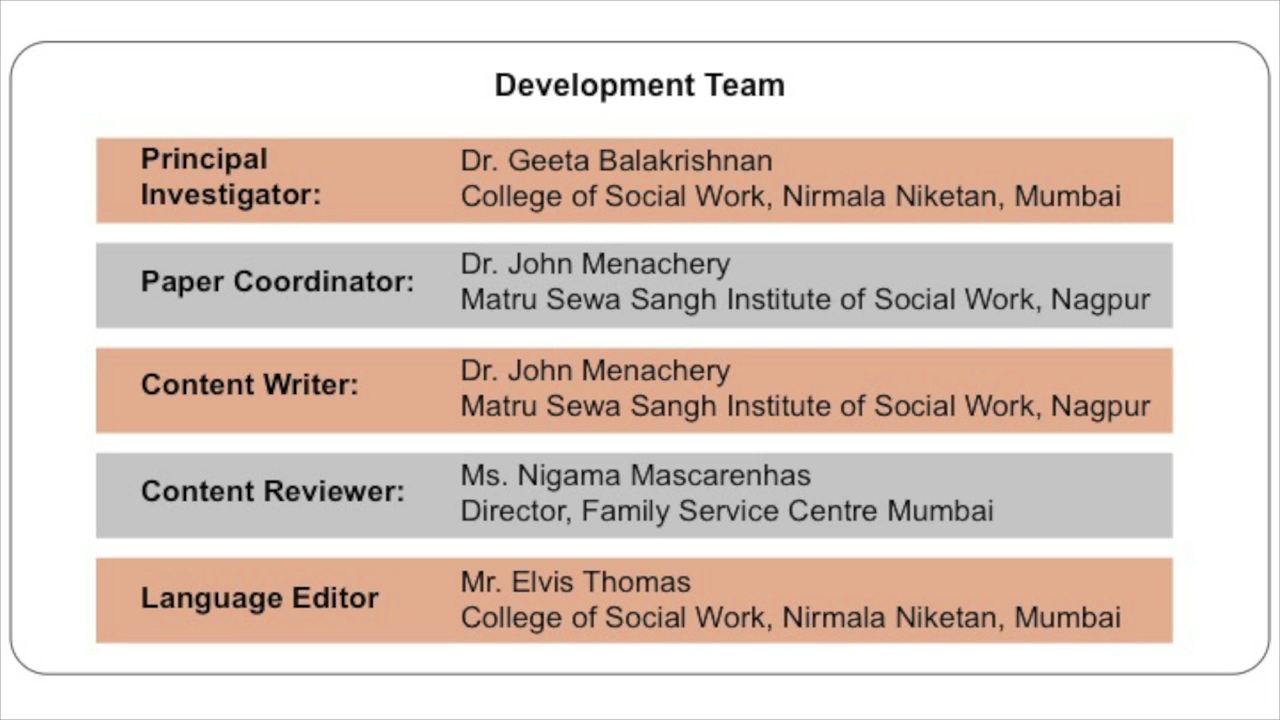 Development Team
Principal
Investigator:
Dr. Geeta Balakrishnan
College of Social Work, Nirmala Niketan, Mumbai
Paper Coordinator:
Dr. John Menachery
Matru Sewa Sangh Institute of Social Work, Nagpur
Content Writer:
Dr. John Menachery
Matru Sewa Sangh Institute of Social Work, Nagpur
Content Reviewer:
Ms. Nigama Mascarenhas
Director, Family Service Centre Mumbai
Language Editor
Mr. Elvis Thomas
College of Social Work, Nirmala Niketan, Mumbai